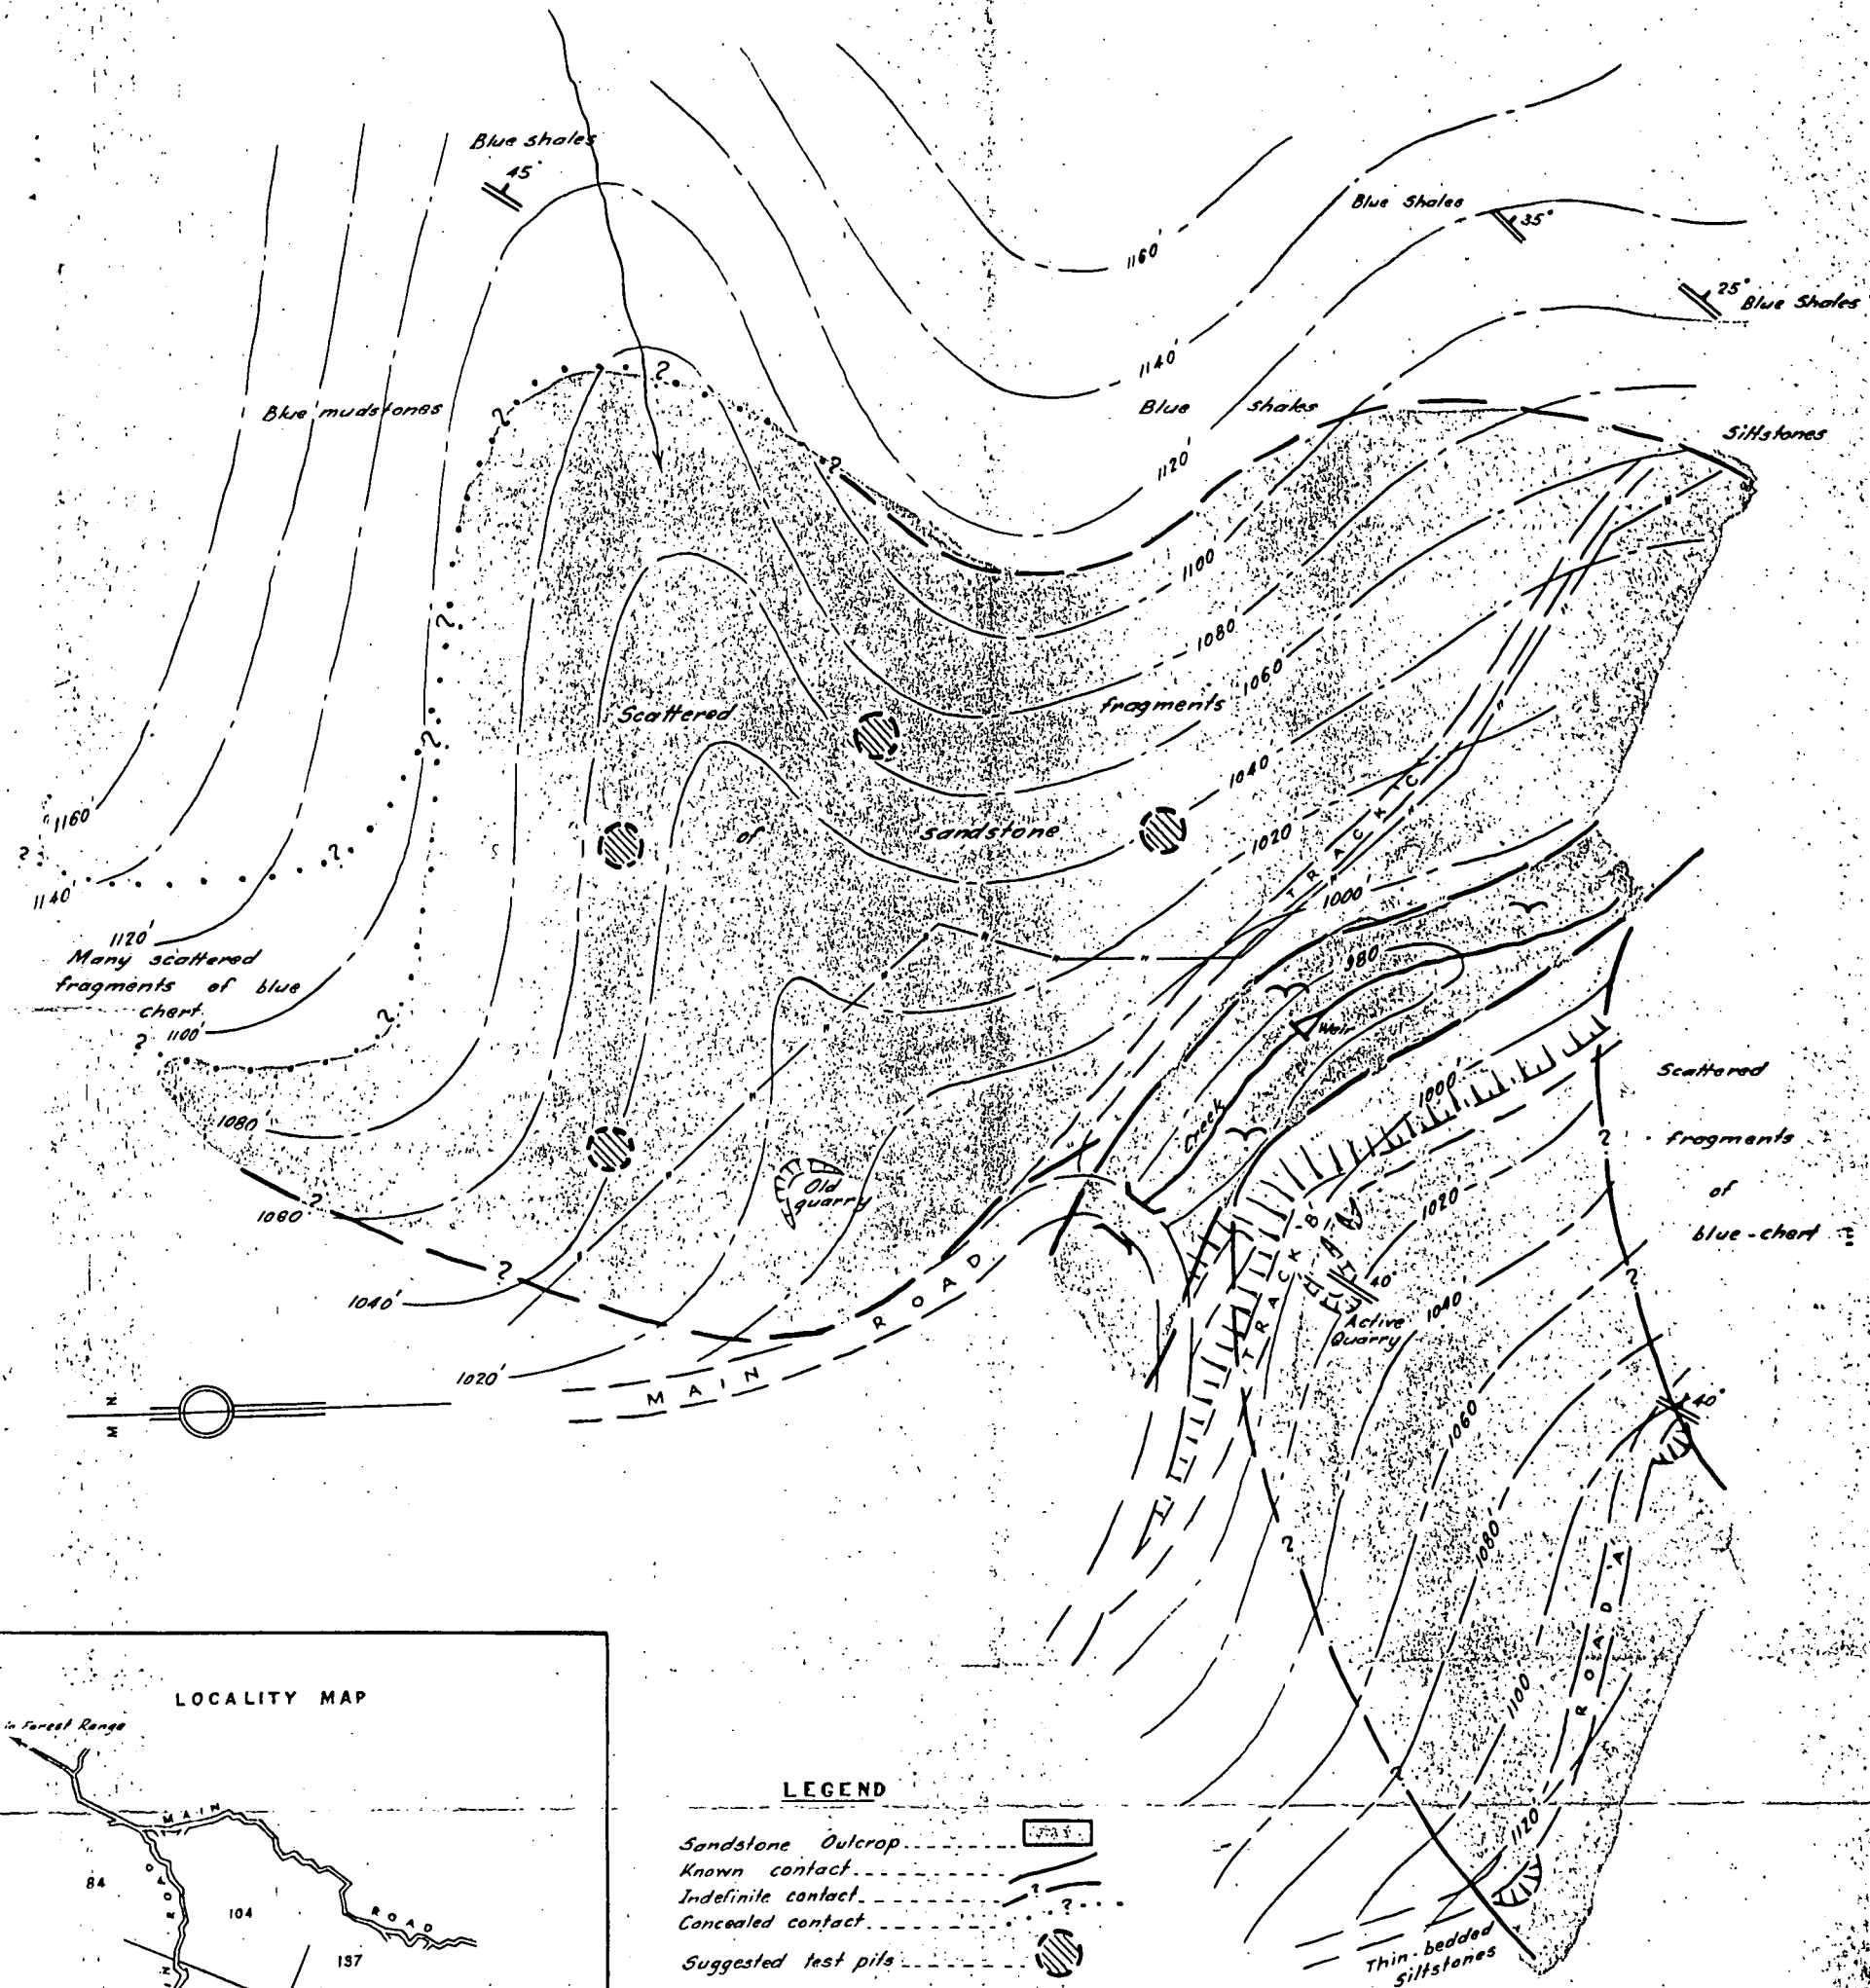 Blue shales
45°
Blue Shales
35°
25°
Blue Shales
1160'
1140'
Blue shales
1120'
Siltstones
Blue mudstones
?
?
?
?
?
1100
1080
1060
1040
1020
1000'
980
Scattered fragments
of sandstone
TRACK 'C'
1160'
?
?
1140'
1120'
Many scattered
fragments of blue
chert
?
1100'
?
1080'
1080'
?
?
1040'
1020'
Old
quarry
MAIN ROAD
Creek
Weir
1000'
1020
1040'
TRACK 'B'
40°
Active
Quarry
Scattered
fragments
of
blue-chert
?
?
?
?
40°
1060
1080'
1100
1120'
ROAD 'A'
Thin-bedded
Siltstones
M N
LOCALITY MAP
in Forest Range
MAIN
ROAD
ROAD
84
104
137
LEGEND
Sandstone Outcrop
Known contact
Indefinite contact ?
Concealed contact ?
Suggested test pits